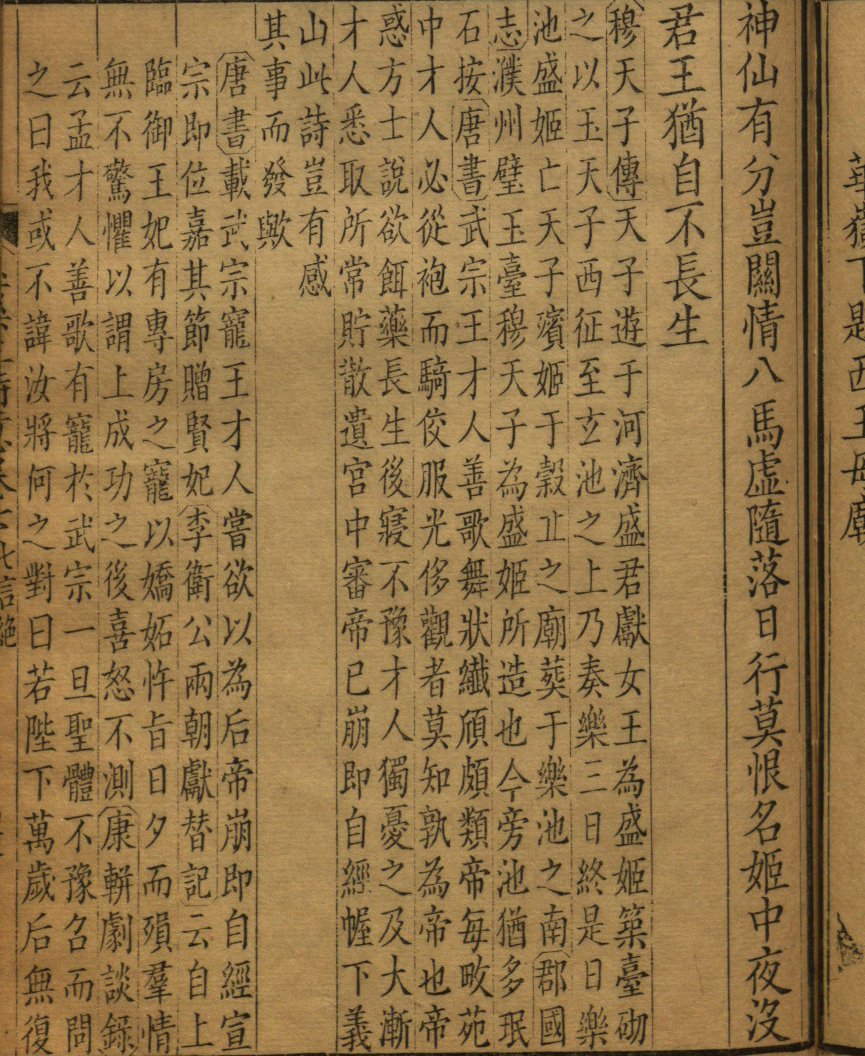 華嶽下題西王母廟
神仙有分豈關情八馬虛隨落日行莫恨名姬中夜沒
君王猶自不長生
穆天子傳天子遊于河濟盛君獻女王為盛姬築臺砌
之以玉天子西征至玄池之上乃奏樂三日終是日樂
池盛姬亡天子殯姬于穀丘之廟葬于樂池之南郡國
志濮州璧玉臺穆天子為盛姬所造也今旁池猶多珉
石按唐書武宗王才人善歌舞狀纖頎頗類帝每畋苑
中才人必從袍而騎佼服光侈觀者莫知孰為帝也帝
惑方士說欲餌藥長生後寢不豫才人獨憂之及大漸
才人悉取所常貯散遺宮中審帝已崩即自經幄下義
山此詩豈有感
其事而發歟
唐書載武宗寵王才人嘗欲以為后帝崩即自經宣
宗即位嘉其節贈賢妃李衛公兩朝獻替記云自上
臨御王妃有專房之寵以嬌妬忤旨日夕而殞羣情
無不驚懼以謂上成功之後喜怒不測康騈劇談錄
云孟才人善歌有寵於武宗一旦聖體不豫召而問
之曰我或不諱汝將何之對曰若陛下萬歲后無復